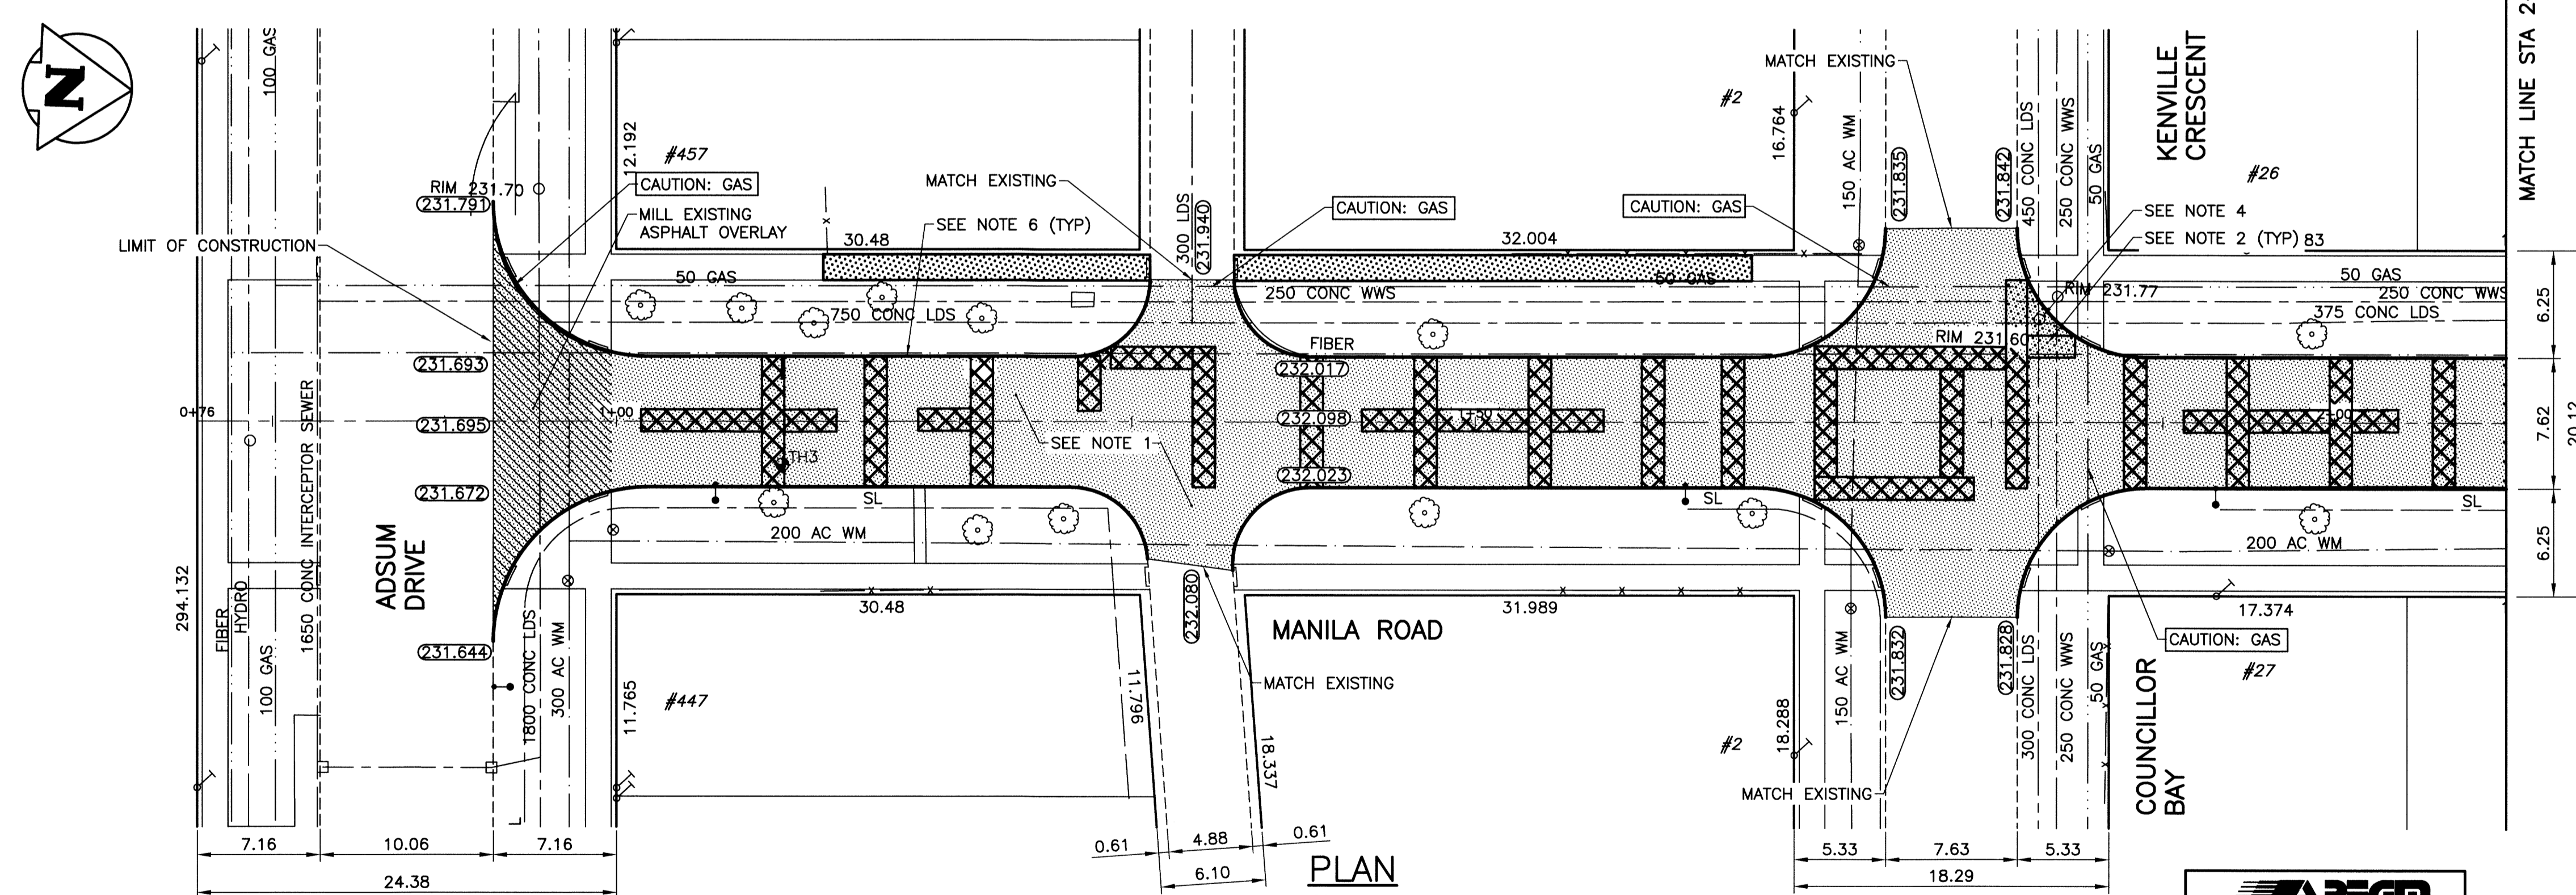 N
100 GAS
RIM 231.70
231.791
LIMIT OF CONSTRUCTION
12.192
#457
CAUTION: GAS
MILL EXISTING
ASPHALT OVERLAY
30.48
SEE NOTE 6 (TYP)
MATCH EXISTING
300 LDS
231.940
CAUTION: GAS
32.004
#2
16.764
CAUTION: GAS
MATCH EXISTING
150 AC WM
231.835
231.842
450 CONC LDS
250 CONC WWS
50 GAS
KENVILLE
CRESCENT
#26
SEE NOTE 4
SEE NOTE 2 (TYP)
83
MATCH LINE STA 2
50 GAS
250 CONC WWS
50 GAS
RIM 231.77
50 GAS
250 CONC WWS
375 CONC LDS
6.25
750 CONC LDS
FIBER
RIM 231.60
231.693
232.017
0+76
1+00
231.695
232.098
1+50
+00
7.62
20.12
SEE NOTE 1
TH3
231.672
232.023
SL
SL
SL
200 AC WM
200 AC WM
6.25
294.132
FIBER
HYDRO
100 GAS
1650 CONC INTERCEPTOR SEWER
ADSUM
DRIVE
231.644
1800 CONC LDS
300 AC WM
11.765
#447
30.48
11.796
232.080
18.337
MANILA ROAD
MATCH EXISTING
31.989
#2
18.288
150 AC WM
231.832
231.828
300 CONC LDS
250 CONC WWS
50 GAS
17.374
CAUTION: GAS
#27
COUNCILLOR
BAY
MATCH EXISTING
7.16
10.06
7.16
24.38
0.61
4.88
0.61
6.10
PLAN
5.33
7.63
5.33
18.29